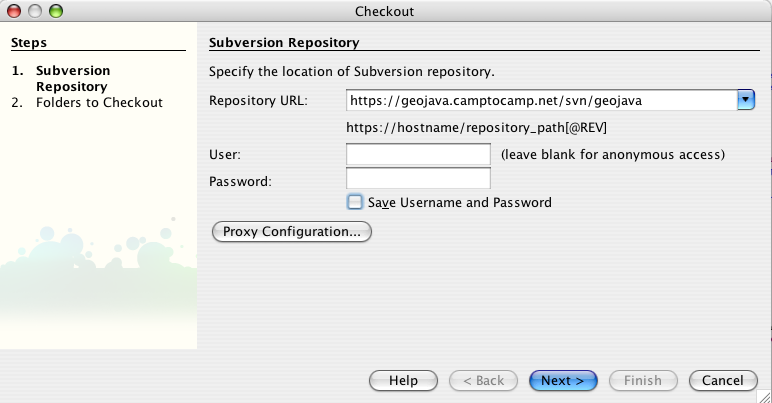 Checkout
Steps
1. Subversion
Repository
2. Folders to Checkout
Subversion Repository
Specify the location of Subversion repository.
Repository URL: https://geojava.camptocamp.net/svn/geojava
https://hostname/repository_path[@REV]
User: (leave blank for anonymous access)
Password:
Save Username and Password
Proxy Configuration...
Help < Back Next > Finish Cancel